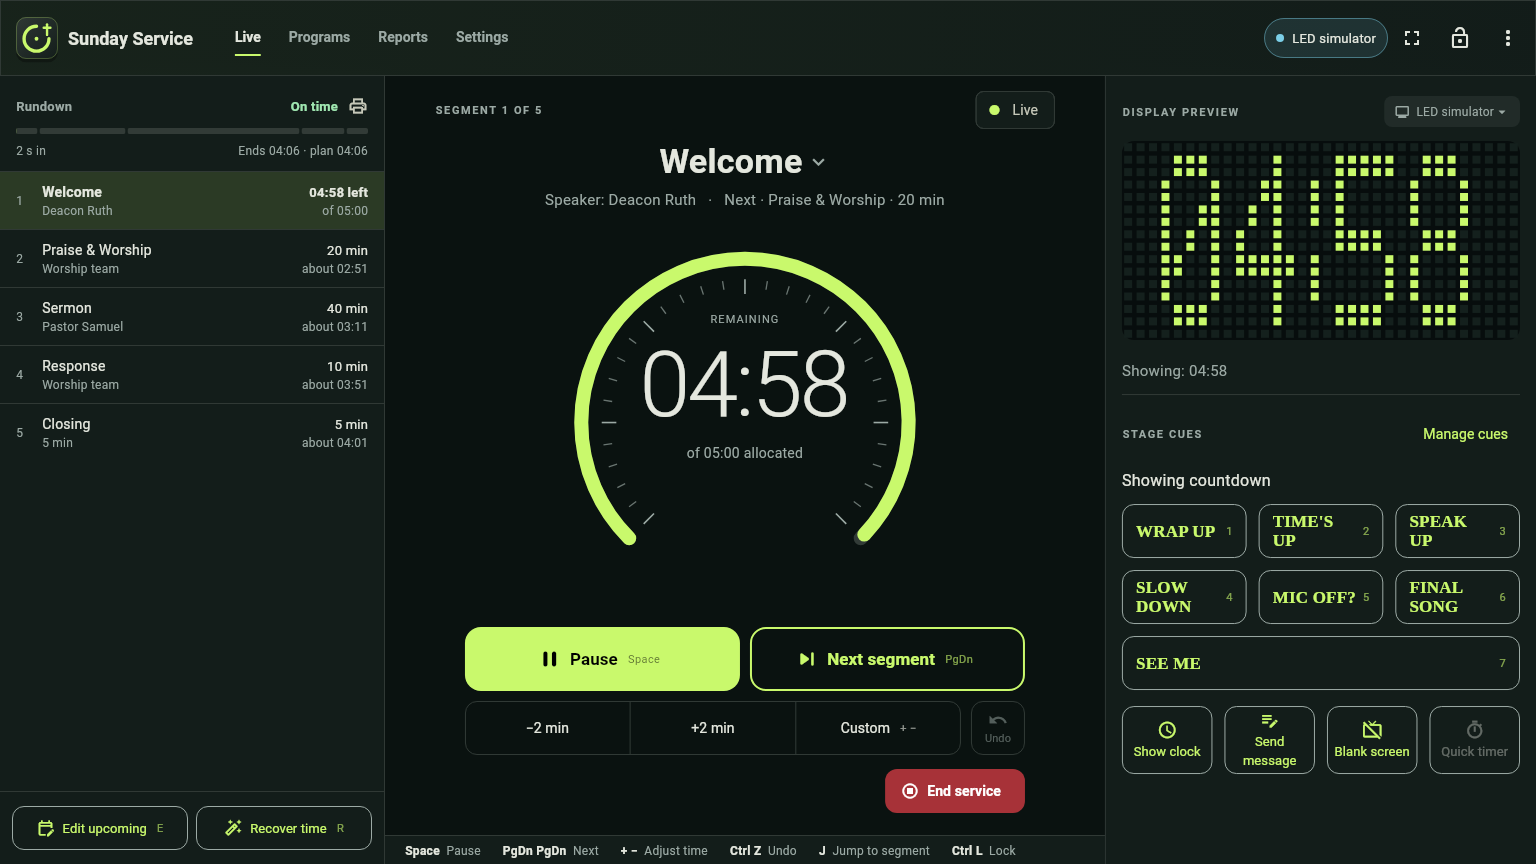 Sunday Service
Live
Programs
Reports
Settings
LED simulator
Rundown
On time
2 s in
Ends 04:06 · plan 04:06
1
Welcome
04:58 left
Deacon Ruth
of 05:00
2
Praise & Worship
20 min
Worship team
about 02:51
3
Sermon
40 min
Pastor Samuel
about 03:11
4
Response
10 min
Worship team
about 03:51
5
Closing
5 min
5 min
about 04:01
Edit upcoming E
Recover time R
SEGMENT 1 OF 5
Live
Welcome
Speaker: Deacon Ruth · Next · Praise & Worship · 20 min
REMAINING
04:58
of 05:00 allocated
Pause Space
Next segment PgDn
−2 min
+2 min
Custom + −
Undo
End service
Space Pause PgDn PgDn Next + − Adjust time Ctrl Z Undo J Jump to segment Ctrl L Lock
DISPLAY PREVIEW
LED simulator
04:58
Showing: 04:58
STAGE CUES
Manage cues
Showing countdown
WRAP UP 1
TIME'S
UP 2
SPEAK
UP 3
SLOW
DOWN 4
MIC OFF? 5
FINAL
SONG 6
SEE ME 7
Show clock
Send
message
Blank screen
Quick timer